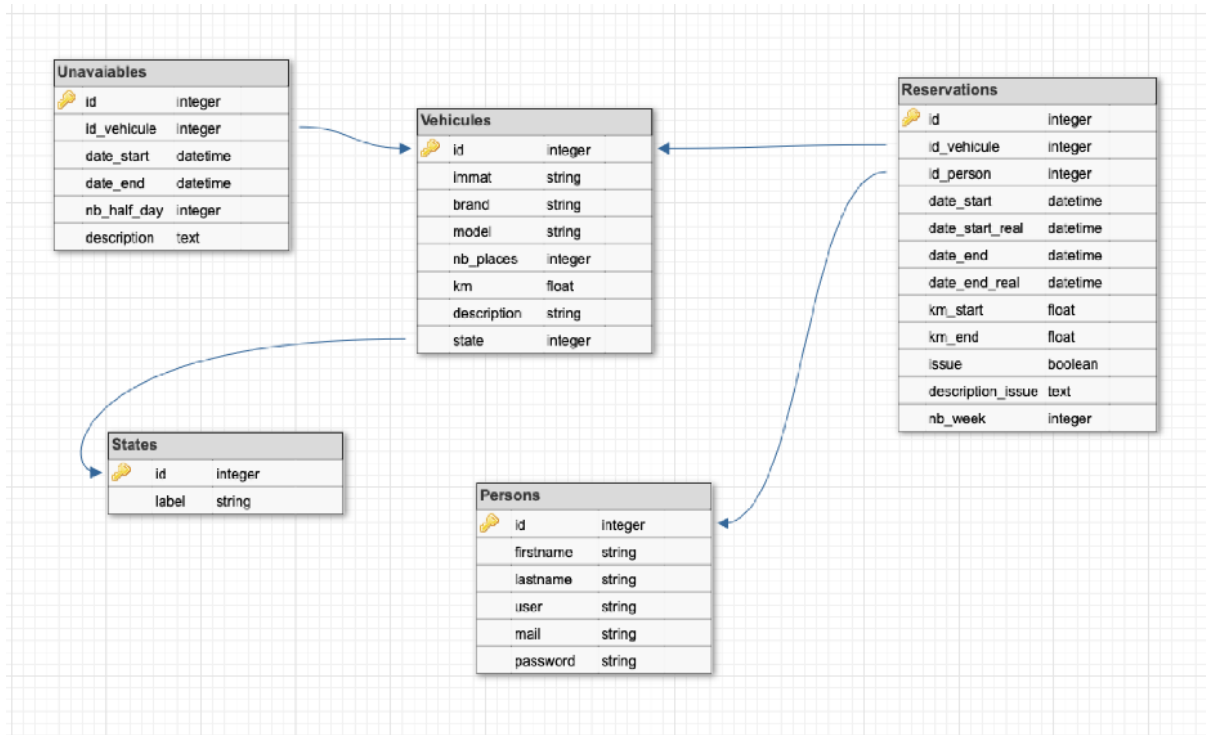 Unavaiables
id integer
id_vehicule integer
date_start datetime
date_end datetime
nb_half_day integer
description text
Vehicules
id integer
immat string
brand string
model string
nb_places integer
km float
description string
state integer
Reservations
id integer
id_vehicule integer
id_person integer
date_start datetime
date_start_real datetime
date_end datetime
date_end_real datetime
km_start float
km_end float
issue boolean
description_issue text
nb_week integer
States
id integer
label string
Persons
id integer
firstname string
lastname string
user string
mail string
password string